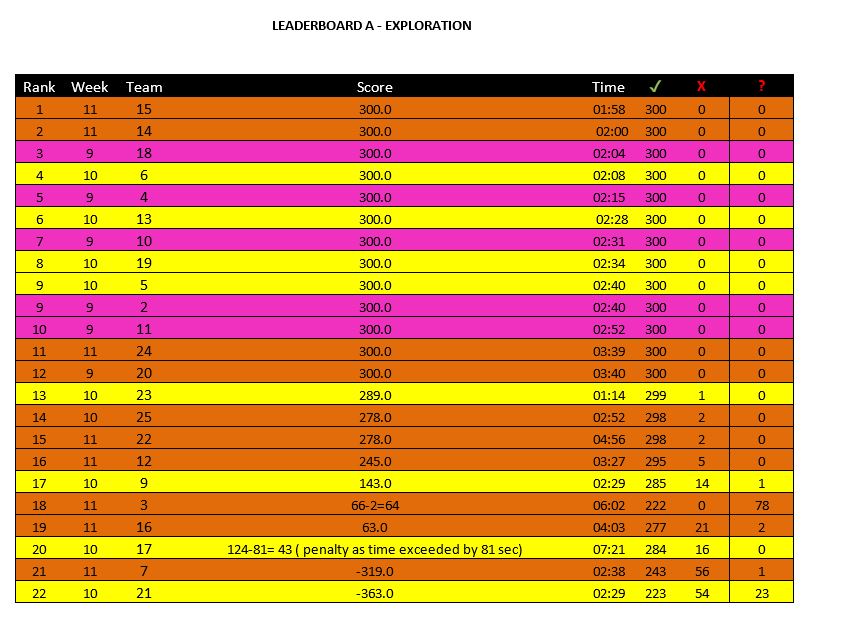 LEADERBOARD A - EXPLORATION
Rank Week Team Score Time ✓ X ?
1 11 15 300.0 01:58 300 0 0
2 11 14 300.0 02:00 300 0 0
3 9 18 300.0 02:04 300 0 0
4 10 6 300.0 02:08 300 0 0
5 9 4 300.0 02:15 300 0 0
6 10 13 300.0 02:28 300 0 0
7 9 10 300.0 02:31 300 0 0
8 10 19 300.0 02:34 300 0 0
9 10 5 300.0 02:40 300 0 0
9 9 2 300.0 02:40 300 0 0
10 9 11 300.0 02:52 300 0 0
11 11 24 300.0 03:39 300 0 0
12 9 20 300.0 03:40 300 0 0
13 10 23 289.0 01:14 299 1 0
14 10 25 278.0 02:52 298 2 0
15 11 22 278.0 04:56 298 2 0
16 11 12 245.0 03:27 295 5 0
17 10 9 143.0 02:29 285 14 1
18 11 3 66-2=64 06:02 222 0 78
19 11 16 63.0 04:03 277 21 2
20 10 17 124-81= 43 ( penalty as time exceeded by 81 sec) 07:21 284 16 0
21 11 7 -319.0 02:38 243 56 1
22 10 21 -363.0 02:29 223 54 23